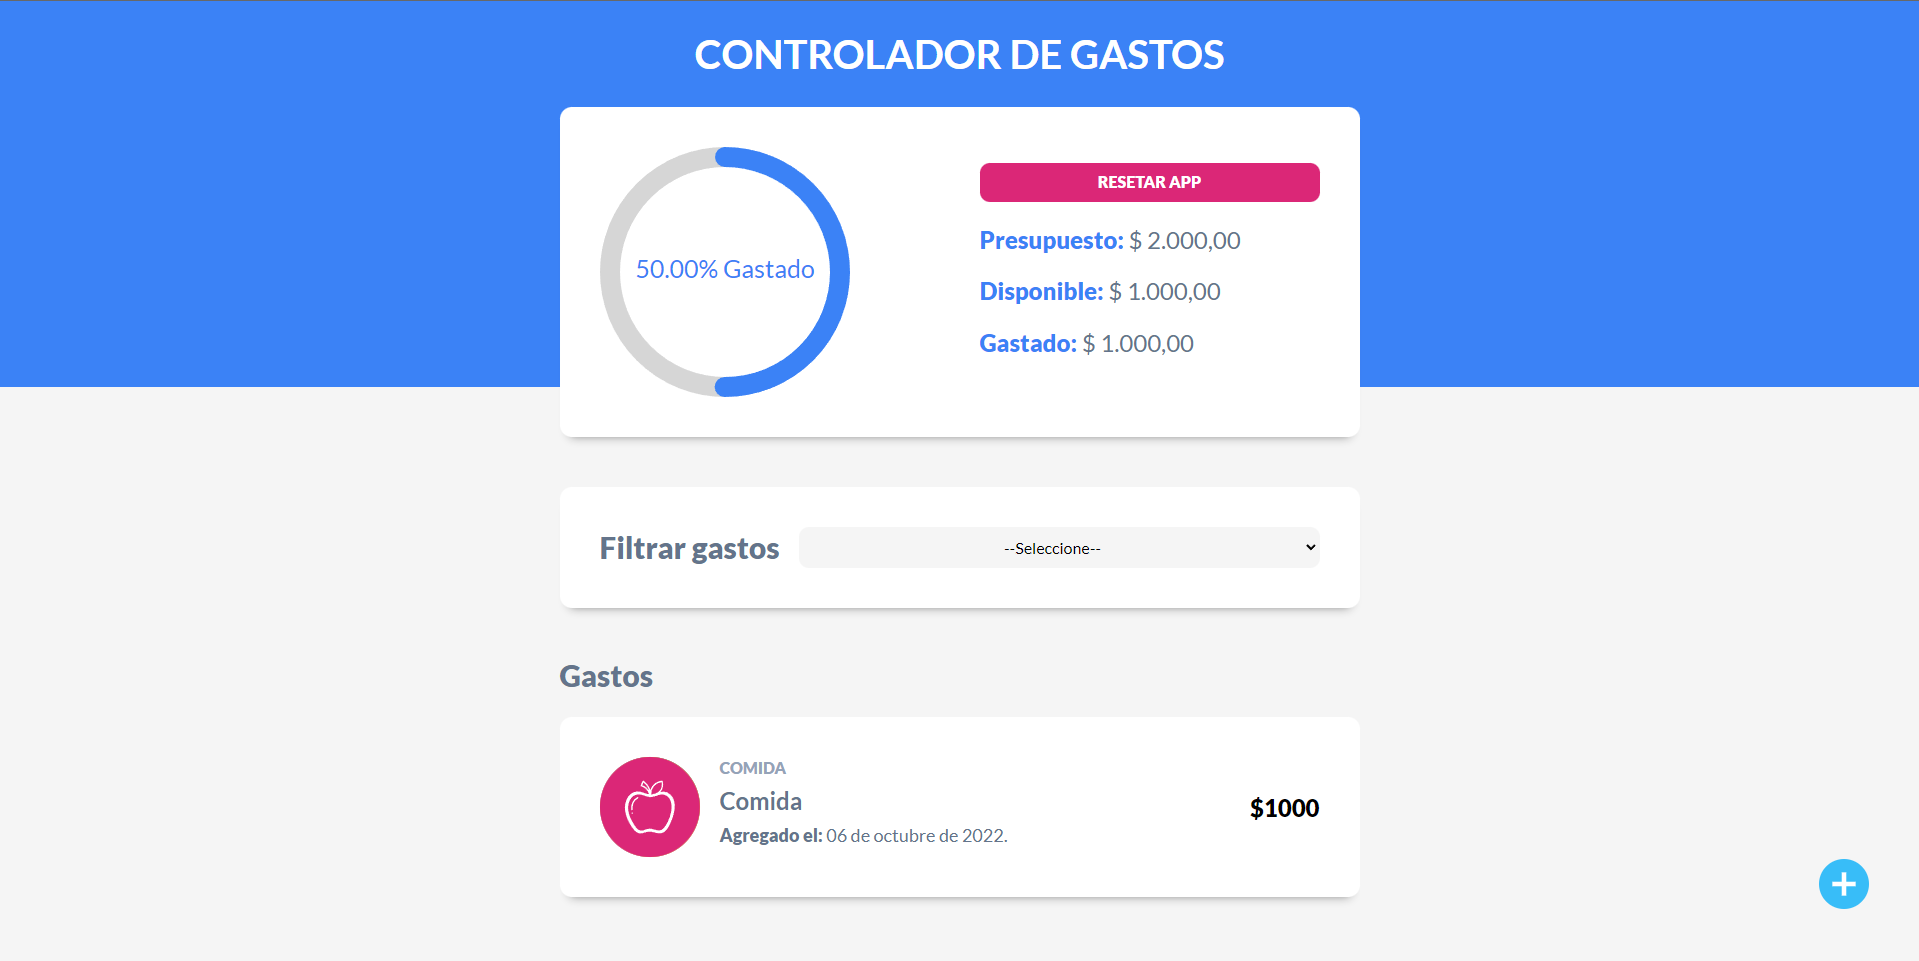 CONTROLADOR DE GASTOS
50.00% Gastado
RESETAR APP
Presupuesto: $ 2.000,00
Disponible: $ 1.000,00
Gastado: $ 1.000,00
Filtrar gastos
--Seleccione--
Gastos
COMIDA
Comida
Agregado el: 06 de octubre de 2022.
$1000